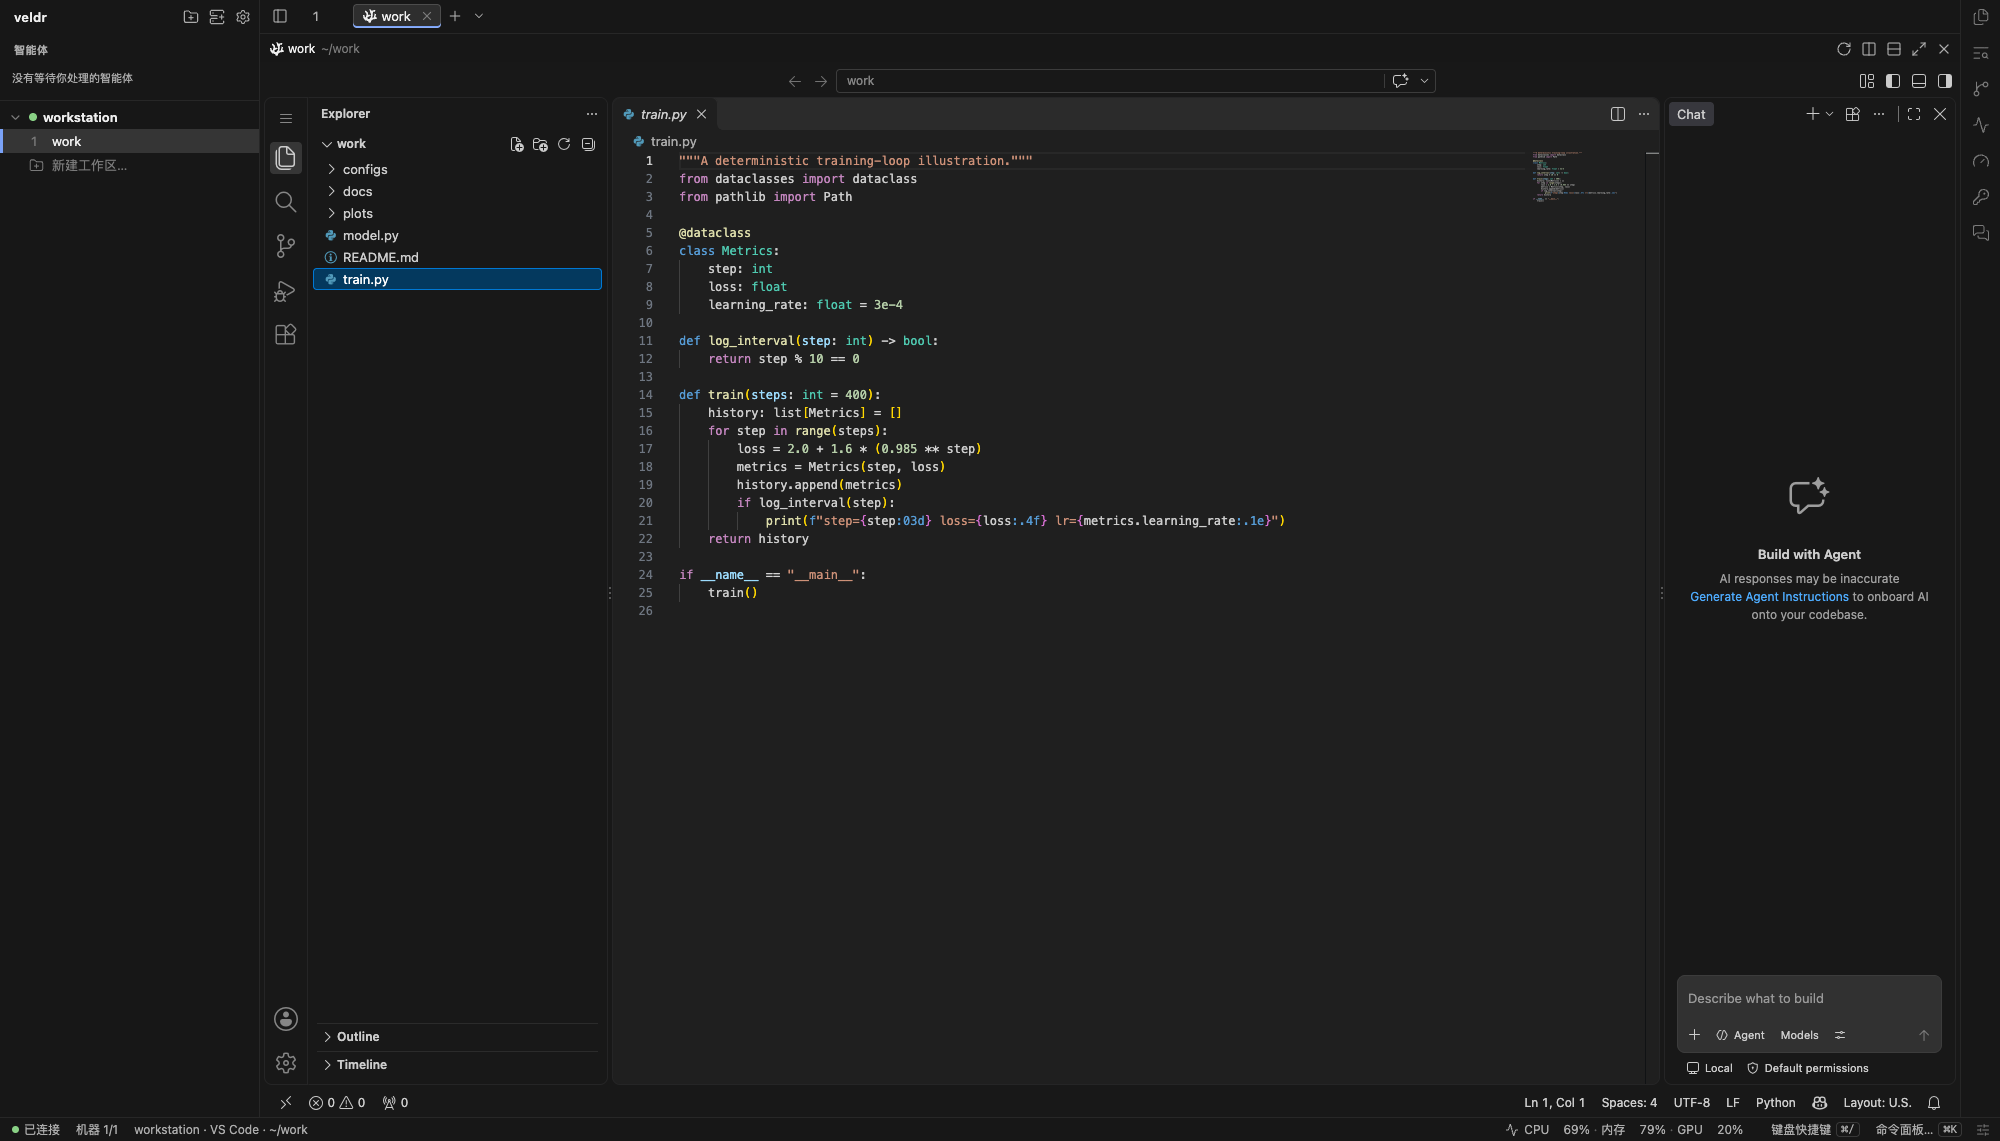 veldr
智能体
没有等待你处理的智能体
workstation
1 work
新建工作区...
1
work
work ~/work
work
Explorer
work
configs
docs
plots
model.py
README.md
train.py
Outline
Timeline
train.py
train.py
1 """A deterministic training-loop illustration."""
2 from dataclasses import dataclass
3 from pathlib import Path
4
5 @dataclass
6 class Metrics:
7 step: int
8 loss: float
9 learning_rate: float = 3e-4
10
11 def log_interval(step: int) -> bool:
12 return step % 10 == 0
13
14 def train(steps: int = 400):
15 history: list[Metrics] = []
16 for step in range(steps):
17 loss = 2.0 + 1.6 * (0.985 ** step)
18 metrics = Metrics(step, loss)
19 history.append(metrics)
20 if log_interval(step):
21 print(f"step={step:03d} loss={loss:.4f} lr={metrics.learning_rate:.1e}")
22 return history
23
24 if __name__ == "__main__":
25 train()
26
Chat
Build with Agent
AI responses may be inaccurate
Generate Agent Instructions to onboard AI
onto your codebase.
Describe what to build
Agent Models
Local Default permissions
0 0 0
Ln 1, Col 1 Spaces: 4 UTF-8 LF Python Layout: U.S.
已连接 机器 1/1 workstation · VS Code · ~/work
CPU 69% · 内存 79% · GPU 20% 键盘快捷键 ⌘/ 命令面板... ⌘K